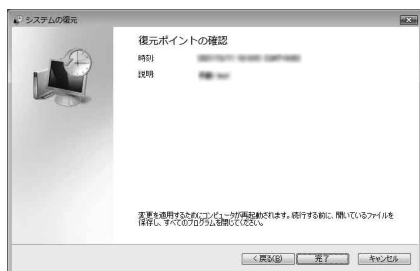 システムの復元
復元ポイントの確認
時刻
説明
変更を適用するためにコンピュータが再起動されます。続行する前に、開いているファイルを
保存し、すべてのプログラムを閉じてください。
< 戻る(B)
完了
キャンセル